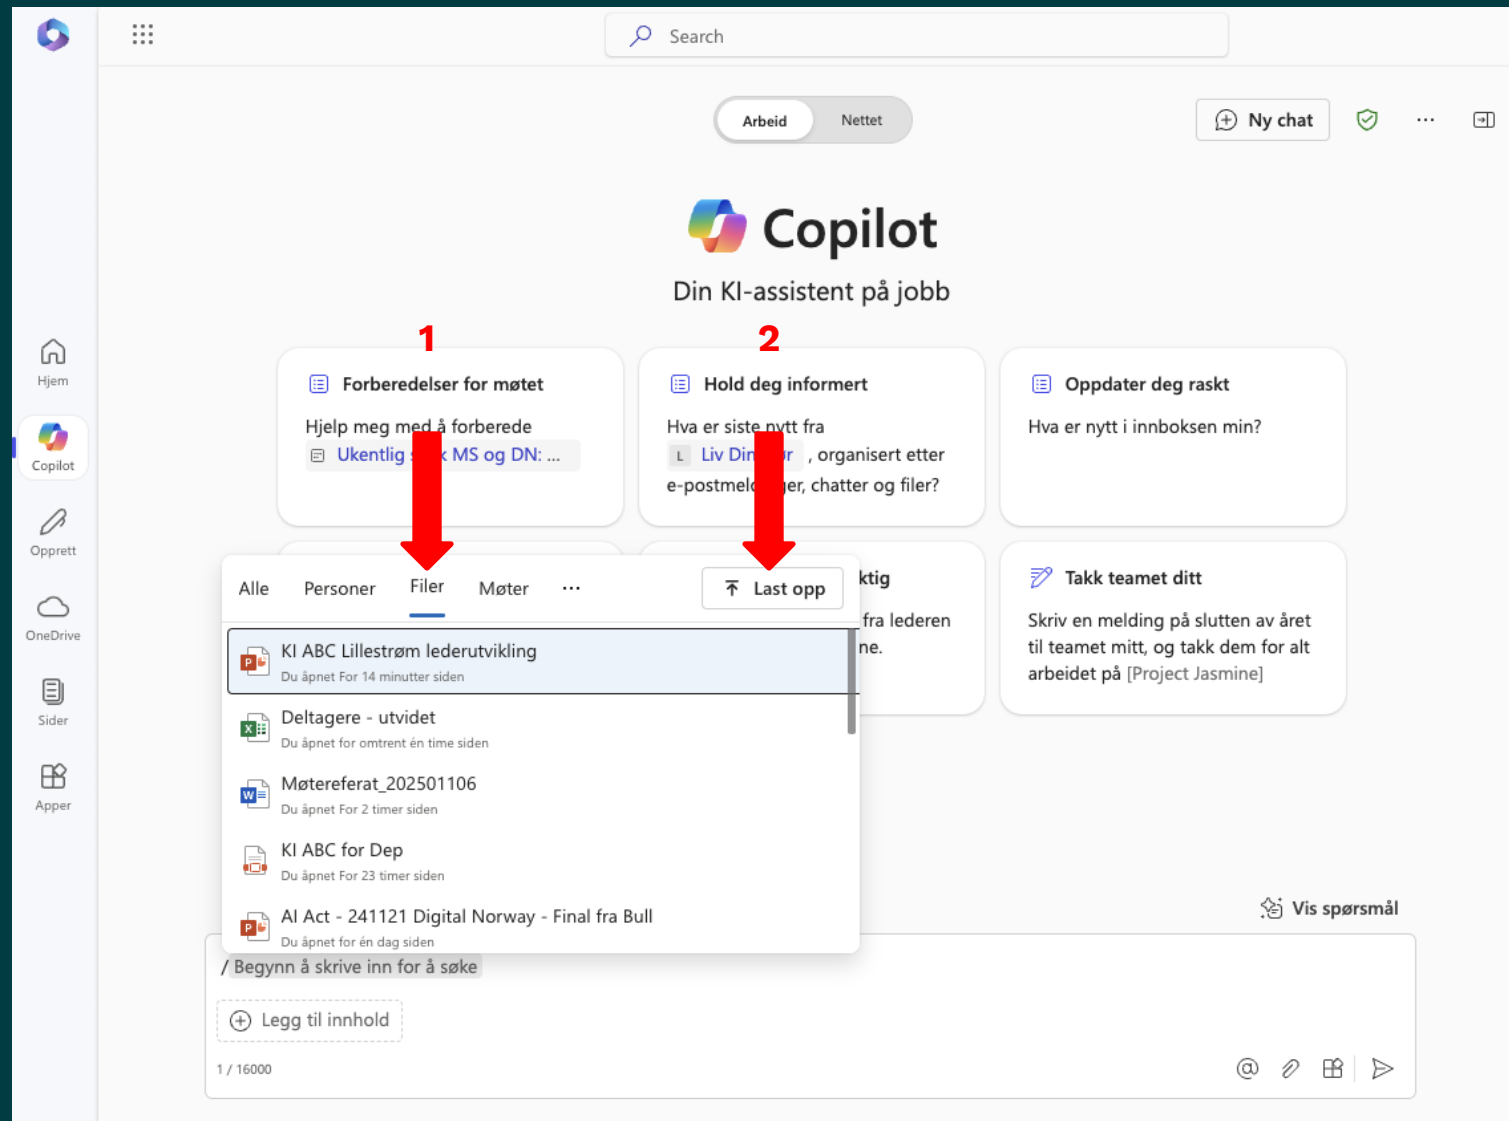 Search
Arbeid
Nettet
Ny chat
Copilot
Din KI-assistent på jobb
Hjem
Copilot
Opprett
OneDrive
Sider
Apper
1
2
Forberedelser for møtet
Hjelp meg med å forberede
Ukentlig MS og DN: ...
Hold deg informert
Hva er siste nytt fra
L Liv , organisert etter
chatter og filer?
Oppdater deg raskt
Hva er nytt i innboksen min?
fra lederen
Takk teamet ditt
Skriv en melding på slutten av året
til teamet mitt, og takk dem for alt
arbeidet på [Project Jasmine]
Alle
Personer
Filer
Møter
...
Last opp
KI ABC Lillestrøm lederutvikling
Du åpnet For 14 minutter siden
Deltagere - utvidet
Du åpnet for omtrent én time siden
Møtereferat_202501106
Du åpnet For 2 timer siden
KI ABC for Dep
Du åpnet For 23 timer siden
AI Act - 241121 Digital Norway - Final fra Bull
Du åpnet for én dag siden
Vis spørsmål
/ Begynn å skrive inn for å søke
Legg til innhold
1 / 16000